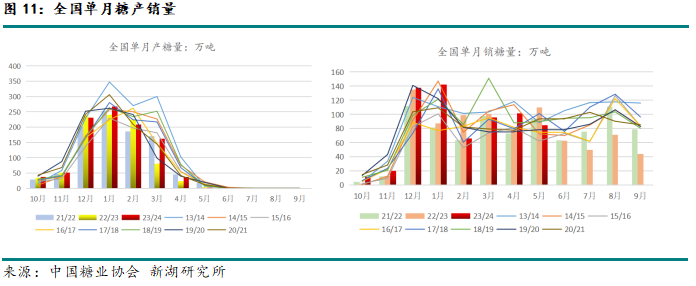 图 11：全国单月糖产销量
全国单月产糖量：万吨
400
350
300
250
200
150
100
50
0
10月 11月 12月 1月 2月 3月 4月 5月 6月 7月 8月 9月
21/22 22/23 23/24 13/14 14/15 15/16
16/17 17/18 18/19 19/20 20/21
全国单月销糖量：万吨
160
140
120
100
80
60
40
20
0
10月 11月 12月 1月 2月 3月 4月 5月 6月 7月 8月 9月
21/22 22/23 23/24 13/14 14/15 15/16
16/17 17/18 18/19 19/20 20/21
来源：中国糖业协会 新湖研究所